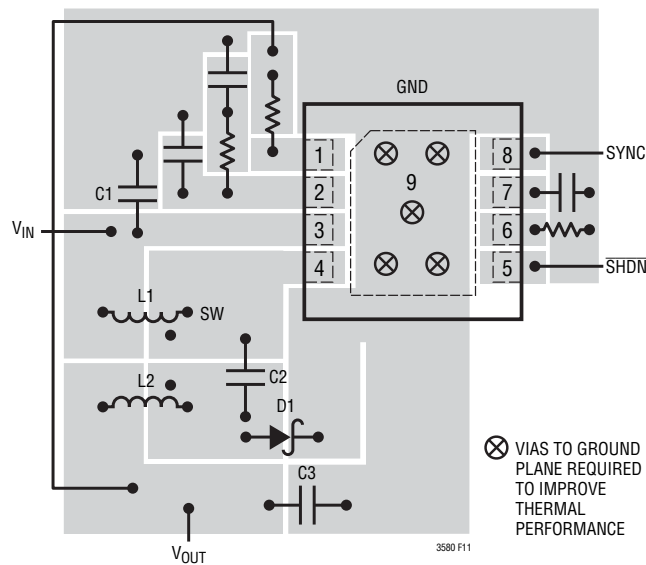 GND
1
8
SYNC
C1
2
9
7
VIN
3
6
4
5
SHDN
L1
SW
L2
C2
D1
C3
VIAS TO GROUND
PLANE REQUIRED
TO IMPROVE
THERMAL
PERFORMANCE
VOUT
3580 F11